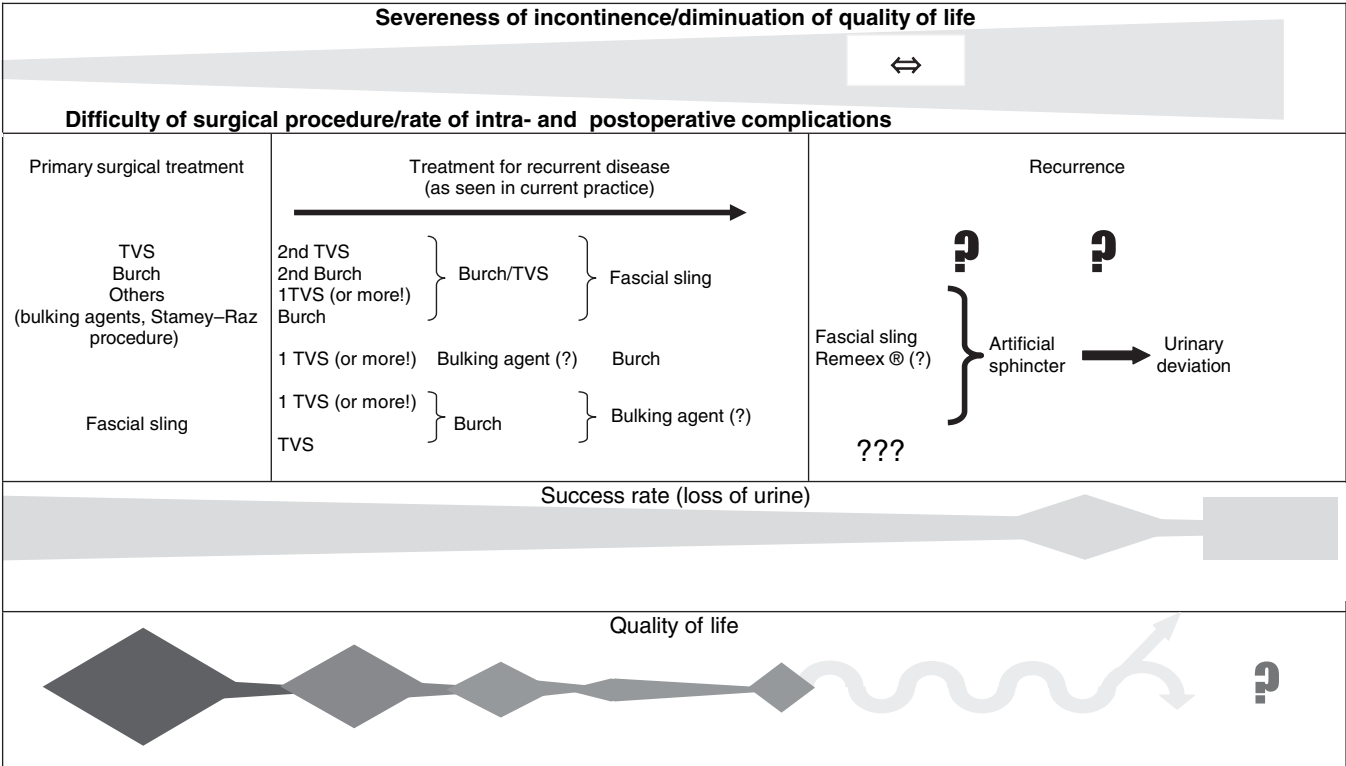 Severeness of incontinence/diminuation of quality of life
⇔
Difficulty of surgical procedure/rate of intra- and postoperative complications
Primary surgical treatment
TVS
Burch
Others
(bulking agents, Stamey–Raz
procedure)
Fascial sling
Treatment for recurrent disease
(as seen in current practice)
2nd TVS
2nd Burch
1TVS (or more!)
Burch
Burch/TVS
Fascial sling
1 TVS (or more!)
Bulking agent (?)
Burch
1 TVS (or more!)
TVS
Burch
Bulking agent (?)
Recurrence
?
?
Fascial sling
Remeex ® (?)
Artificial
sphincter
Urinary
deviation
???
Success rate (loss of urine)
Quality of life
?